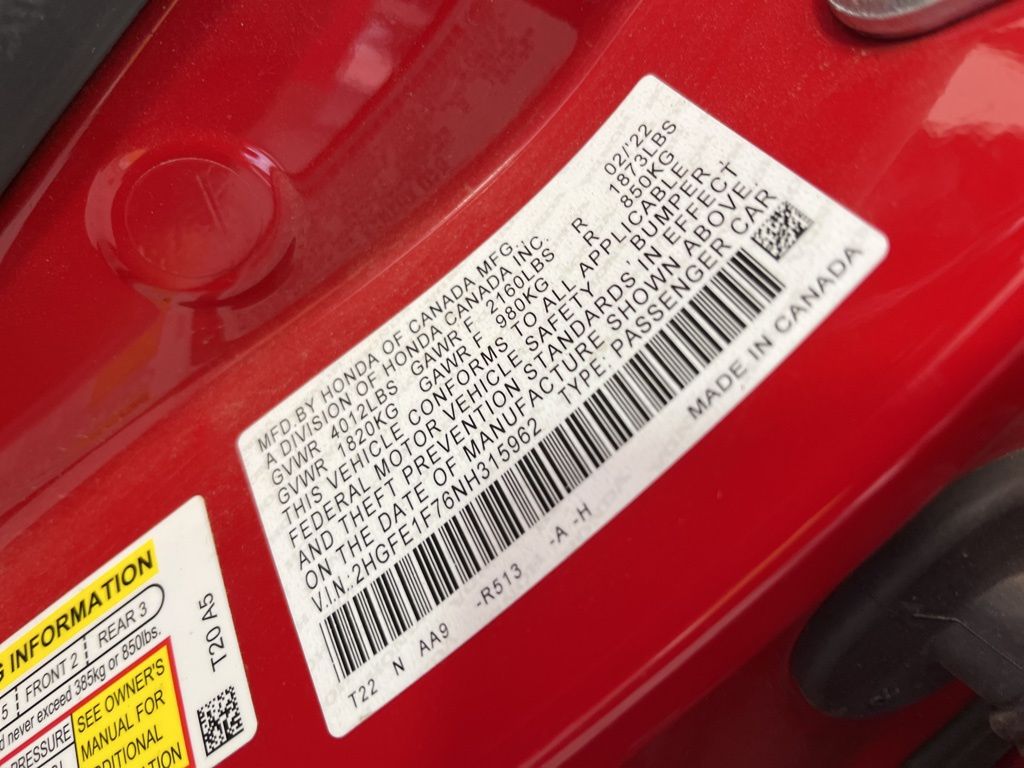 MFD. BY HONDA OF CANADA MFG. 02/'22
A DIVISION OF HONDA CANADA INC.
GVWR 4012LBS GAWR F 2160LBS R 1873LBS
GVWR 1820KG GAWR F 980KG R 850KG
THIS VEHICLE CONFORMS TO ALL APPLICABLE
FEDERAL MOTOR VEHICLE SAFETY BUMPER +
AND THEFT PREVENTION STANDARDS IN EFFECT
ON THE DATE OF MANUFACTURE SHOWN ABOVE.
V.I.N.:2HGFE1F76NH315962 TYPE: PASSENGER CAR
MADE IN CANADA
T22 N AA9 -R513 -A -H
INFORMATION
5 FRONT 2 REAR 3
never exceed 385kg or 850lbs.
SEE OWNER'S
MANUAL FOR
T20 A5